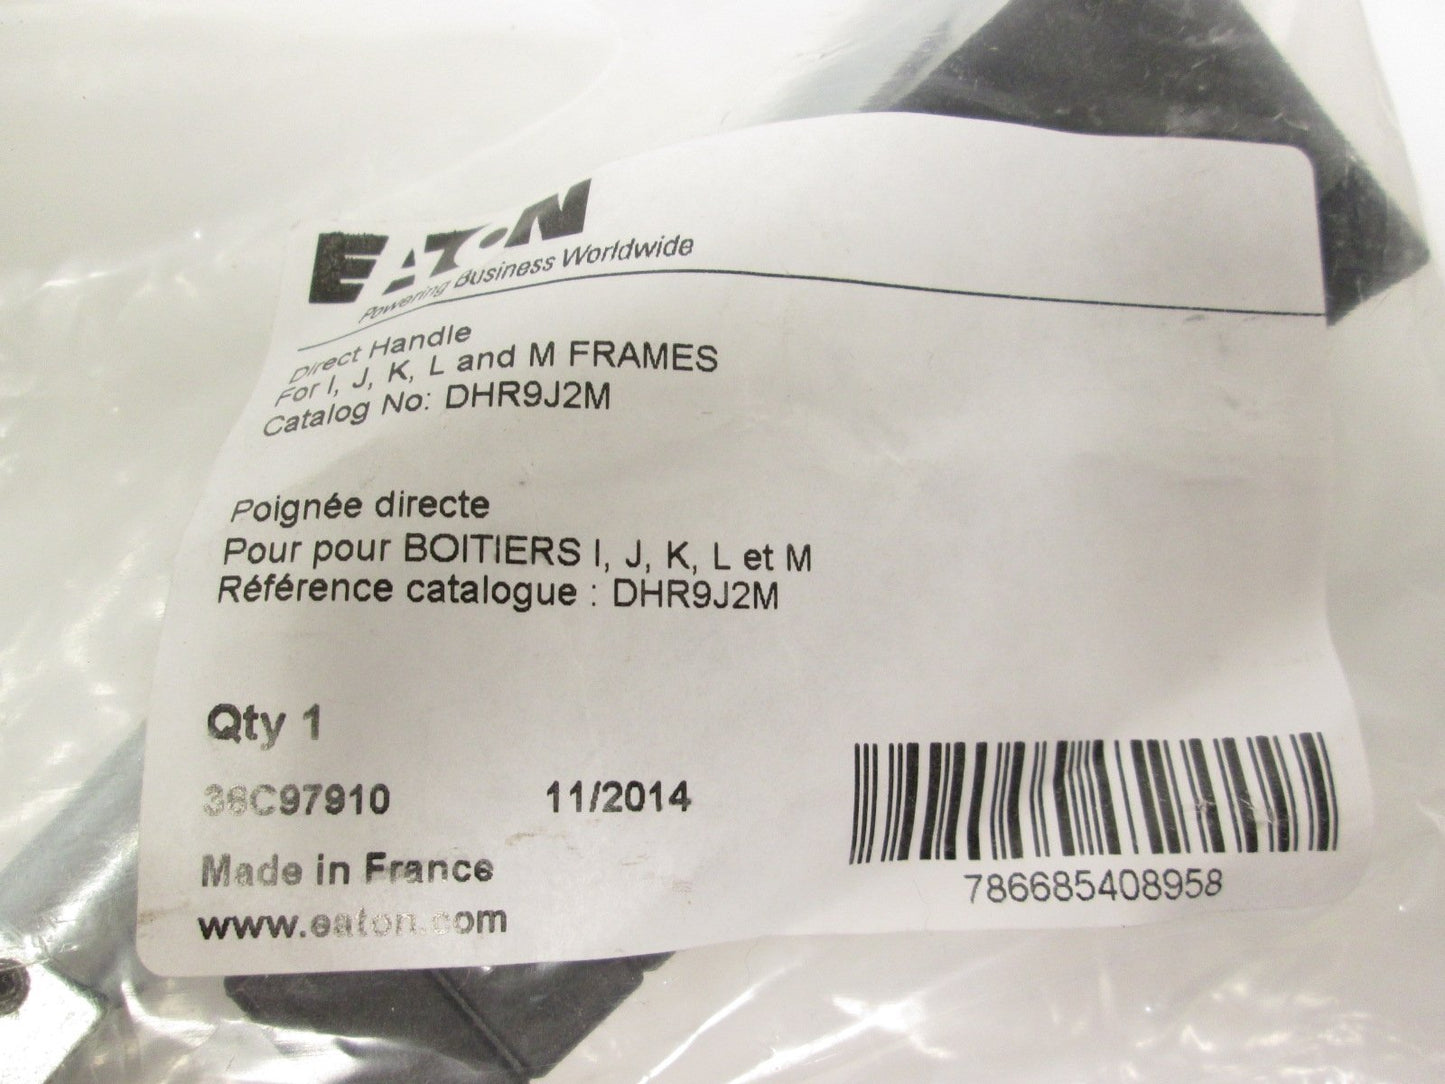 EATON
Powering Business Worldwide
Direct Handle
For I, J, K, L and M FRAMES
Catalog No: DHR9J2M
Poignée directe
Pour pour BOITIERS I, J, K, L et M
Référence catalogue : DHR9J2M
Qty 1
36C97910 11/2014
Made in France
www.eaton.com
786685408958